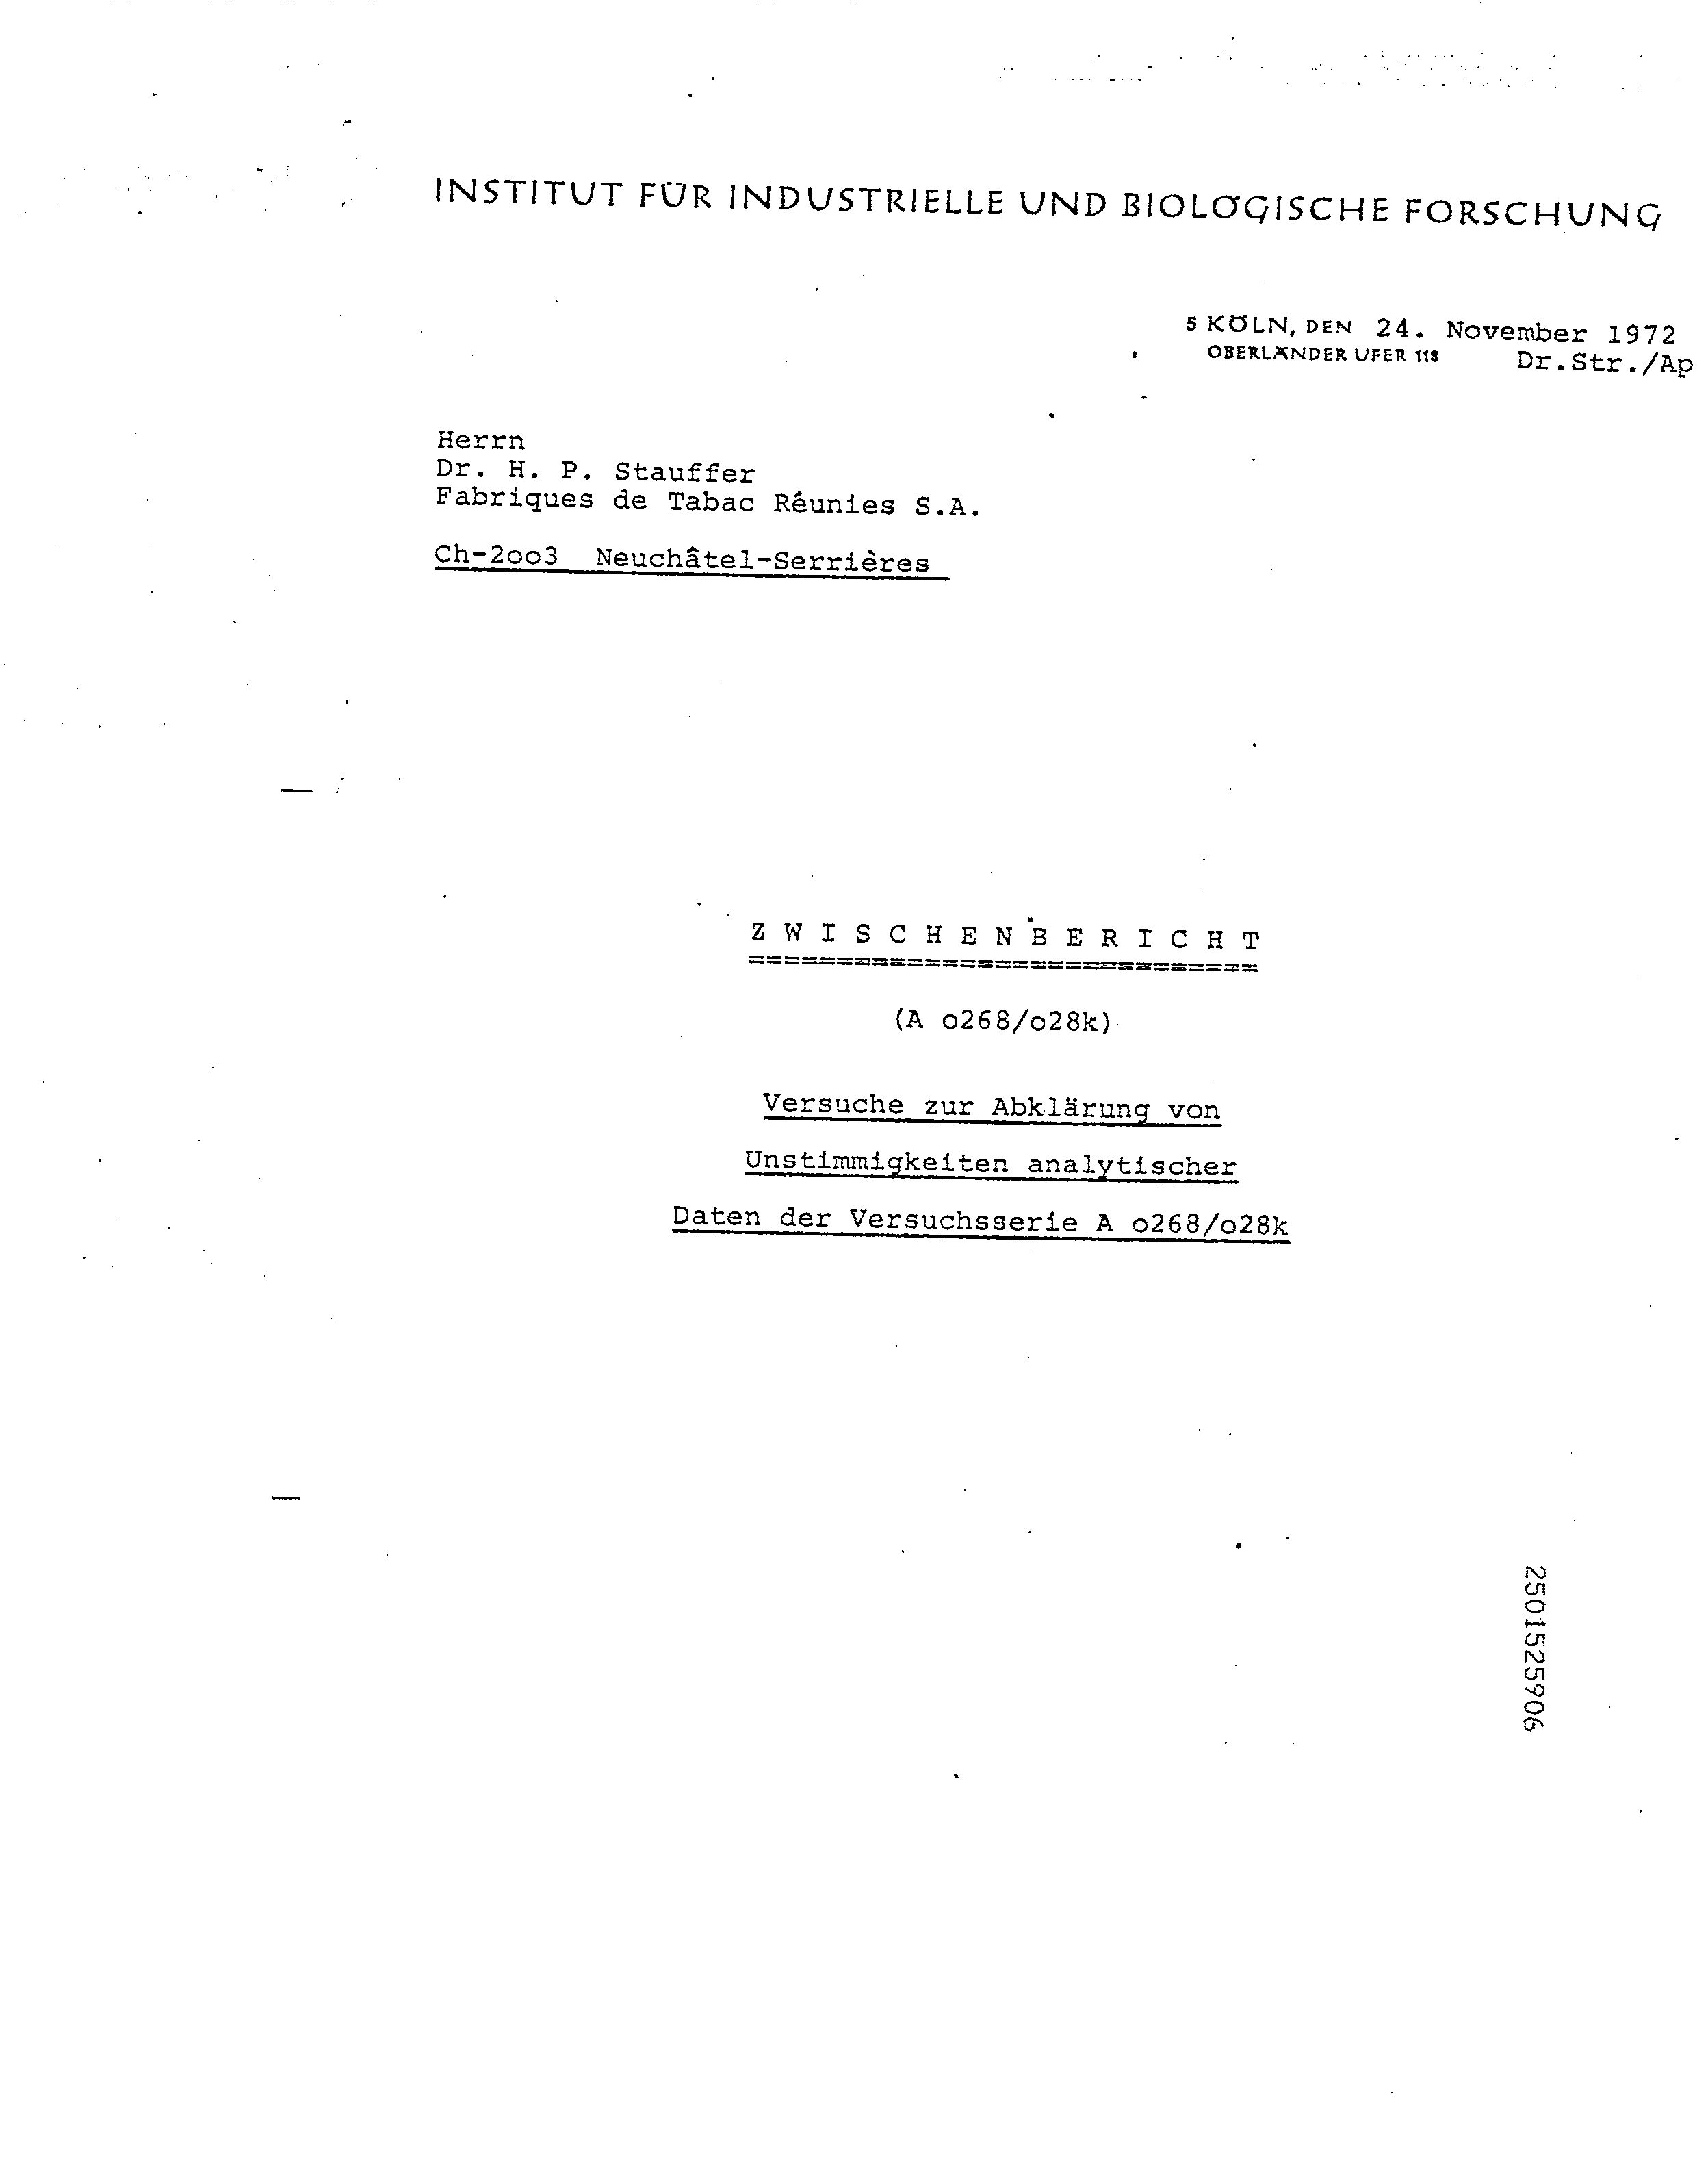 INSTITUT FÜR INDUSTRIELLE UND BIOLOGISCHE FORSCHUNG
5 KÖLN, DEN 24. November 1972
OBERLÄNDER UFER 118 Dr.Str./Ap
Herrn
Dr. H. P. Stauffer
Fabriques de Tabac Réunies S.A.
Ch-2oo3 Neuchâtel-Serrières
Z W I S C H E N B E R I C H T
=============================
(A o268/o28k)
Versuche zur Abklärung von
Unstimmigkeiten analytischer
Daten der Versuchsserie A o268/o28k
2501525906